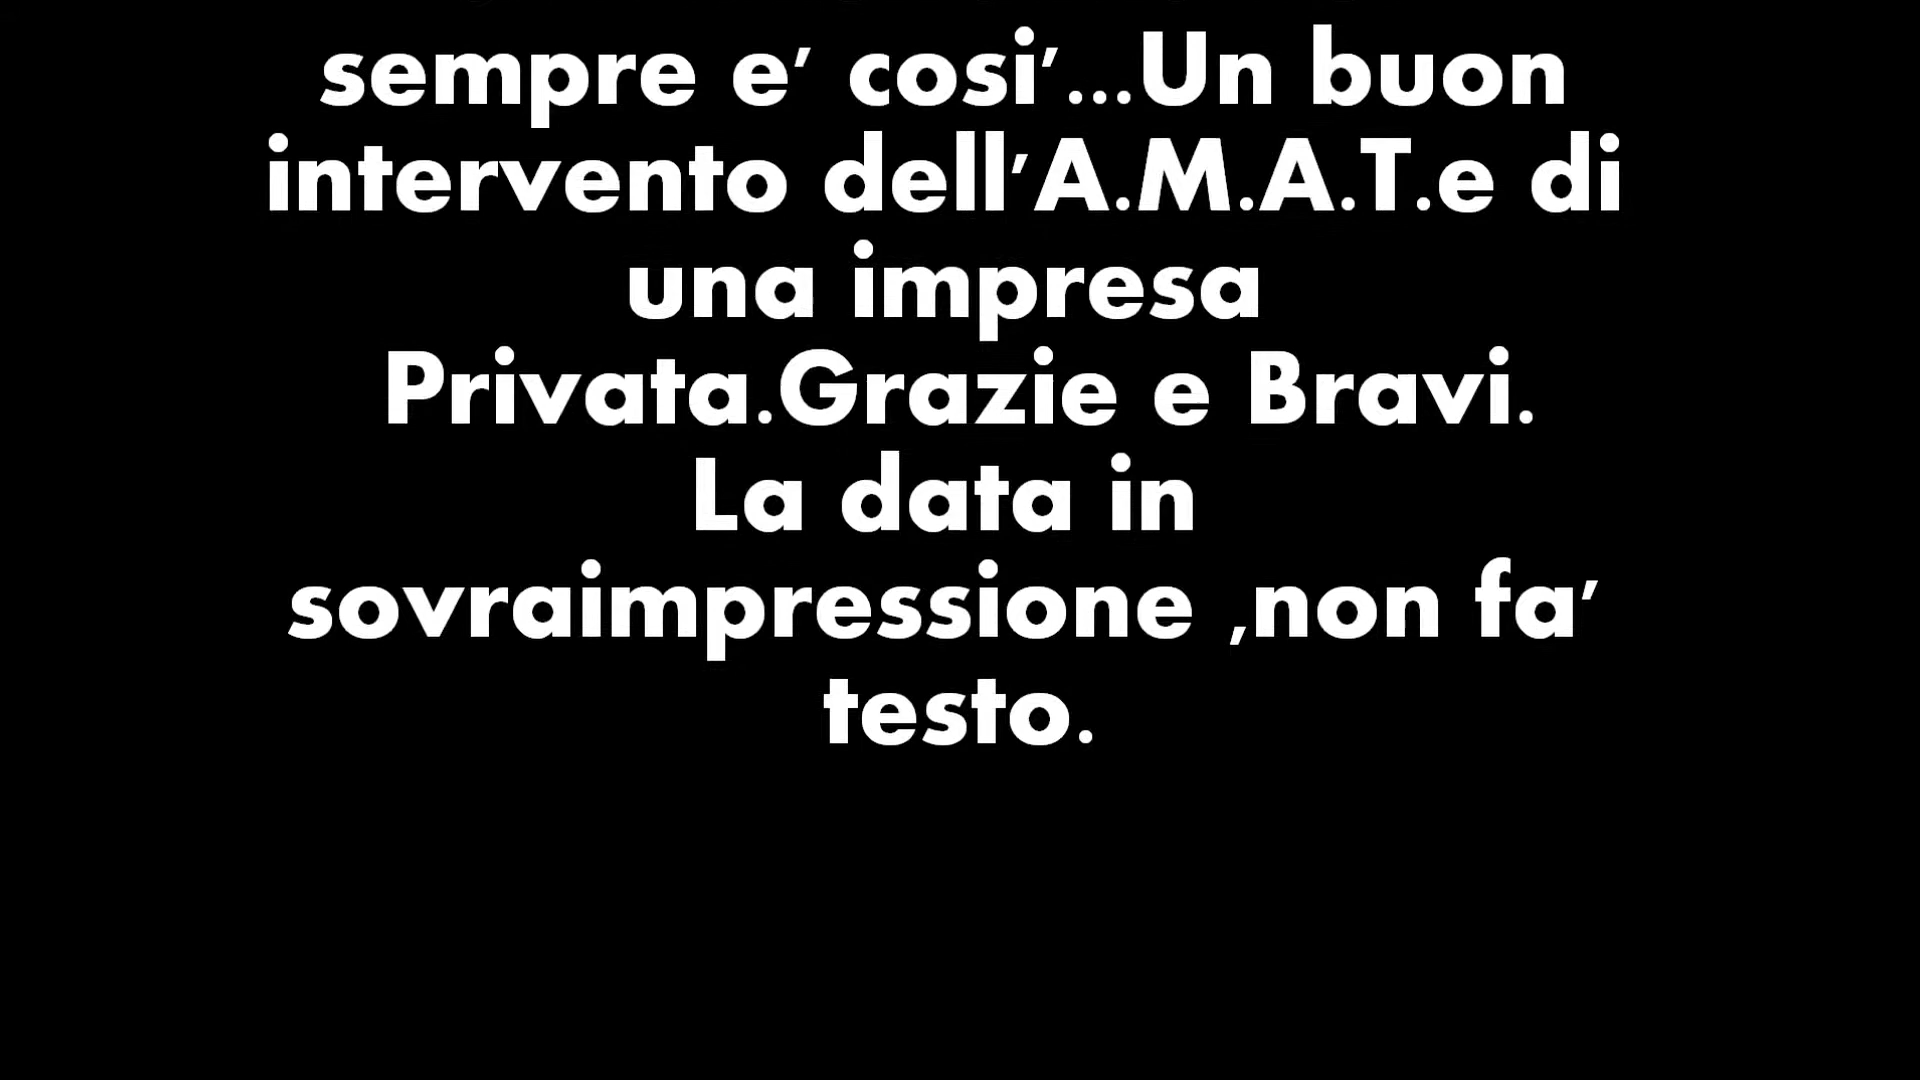 sempre e' cosi'...Un buon
intervento dell'A.M.A.T.e di
una impresa
Privata.Grazie e Bravi.
La data in
sovraimpressione ,non fa'
testo.